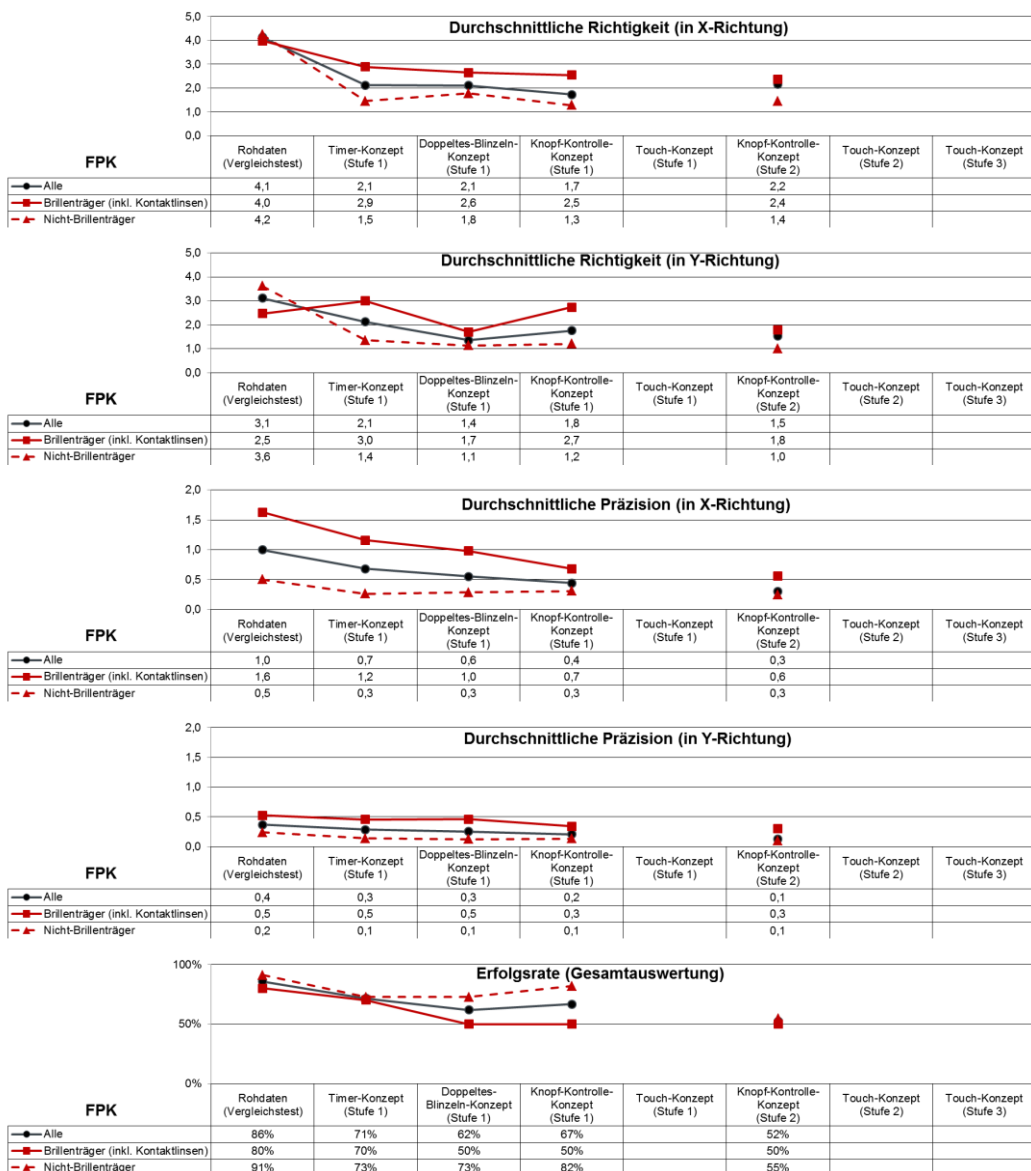 Durchschnittliche Richtigkeit (in X-Richtung)
5,0
4,0
3,0
2,0
1,0
0,0
FPK
Rohdaten (Vergleichstest)
Timer-Konzept (Stufe 1)
Doppeltes-Blinzeln-Konzept (Stufe 1)
Knopf-Kontrolle-Konzept (Stufe 1)
Touch-Konzept (Stufe 1)
Knopf-Kontrolle-Konzept (Stufe 2)
Touch-Konzept (Stufe 2)
Touch-Konzept (Stufe 3)
Alle 4,1 2,1 2,1 1,7 2,2
Brillenträger (inkl. Kontaktlinsen) 4,0 2,9 2,6 2,5 2,4
Nicht-Brillenträger 4,2 1,5 1,8 1,3 1,4
Durchschnittliche Richtigkeit (in Y-Richtung)
5,0
4,0
3,0
2,0
1,0
0,0
FPK
Rohdaten (Vergleichstest)
Timer-Konzept (Stufe 1)
Doppeltes-Blinzeln-Konzept (Stufe 1)
Knopf-Kontrolle-Konzept (Stufe 1)
Touch-Konzept (Stufe 1)
Knopf-Kontrolle-Konzept (Stufe 2)
Touch-Konzept (Stufe 2)
Touch-Konzept (Stufe 3)
Alle 3,1 2,1 1,4 1,8 1,5
Brillenträger (inkl. Kontaktlinsen) 2,5 3,0 1,7 2,7 1,8
Nicht-Brillenträger 3,6 1,4 1,1 1,2 1,0
Durchschnittliche Präzision (in X-Richtung)
2,0
1,5
1,0
0,5
0,0
FPK
Rohdaten (Vergleichstest)
Timer-Konzept (Stufe 1)
Doppeltes-Blinzeln-Konzept (Stufe 1)
Knopf-Kontrolle-Konzept (Stufe 1)
Touch-Konzept (Stufe 1)
Knopf-Kontrolle-Konzept (Stufe 2)
Touch-Konzept (Stufe 2)
Touch-Konzept (Stufe 3)
Alle 1,0 0,7 0,6 0,4 0,3
Brillenträger (inkl. Kontaktlinsen) 1,6 1,2 1,0 0,7 0,6
Nicht-Brillenträger 0,5 0,3 0,3 0,3 0,3
Durchschnittliche Präzision (in Y-Richtung)
2,0
1,5
1,0
0,5
0,0
FPK
Rohdaten (Vergleichstest)
Timer-Konzept (Stufe 1)
Doppeltes-Blinzeln-Konzept (Stufe 1)
Knopf-Kontrolle-Konzept (Stufe 1)
Touch-Konzept (Stufe 1)
Knopf-Kontrolle-Konzept (Stufe 2)
Touch-Konzept (Stufe 2)
Touch-Konzept (Stufe 3)
Alle 0,4 0,3 0,3 0,2 0,1
Brillenträger (inkl. Kontaktlinsen) 0,5 0,5 0,5 0,3 0,3
Nicht-Brillenträger 0,2 0,1 0,1 0,1 0,1
Erfolgsrate (Gesamtauswertung)
100%
50%
0%
FPK
Rohdaten (Vergleichstest)
Timer-Konzept (Stufe 1)
Doppeltes-Blinzeln-Konzept (Stufe 1)
Knopf-Kontrolle-Konzept (Stufe 1)
Touch-Konzept (Stufe 1)
Knopf-Kontrolle-Konzept (Stufe 2)
Touch-Konzept (Stufe 2)
Touch-Konzept (Stufe 3)
Alle 86% 71% 62% 67% 52%
Brillenträger (inkl. Kontaktlinsen) 80% 70% 50% 50% 50%
Nicht-Brillenträger 91% 73% 73% 82% 55%